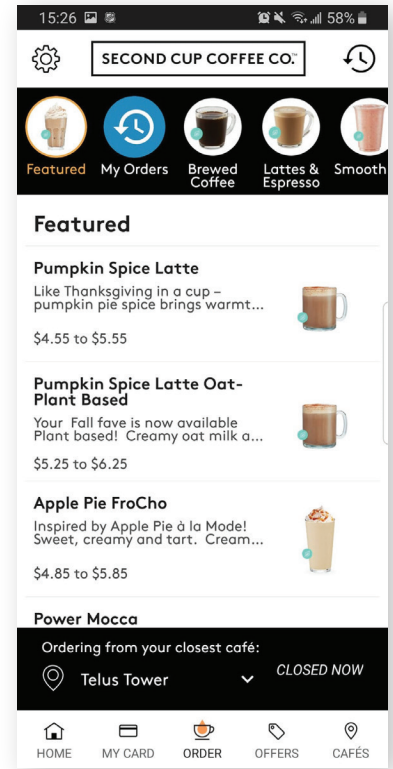 15:26 58%
SECOND CUP COFFEE CO.™
Featured My Orders Brewed Coffee Lattes & Espresso Smooth
Featured
Pumpkin Spice Latte
Like Thanksgiving in a cup –
pumpkin pie spice brings warmt...
$4.55 to $5.55
Pumpkin Spice Latte Oat-
Plant Based
Your Fall fave is now available
Plant based! Creamy oat milk a...
$5.25 to $6.25
Apple Pie FroCho
Inspired by Apple Pie à la Mode!
Sweet, creamy and tart. Cream...
$4.85 to $5.85
Power Mocca
Ordering from your closest café:
Telus Tower CLOSED NOW
HOME MY CARD ORDER OFFERS CAFÉS